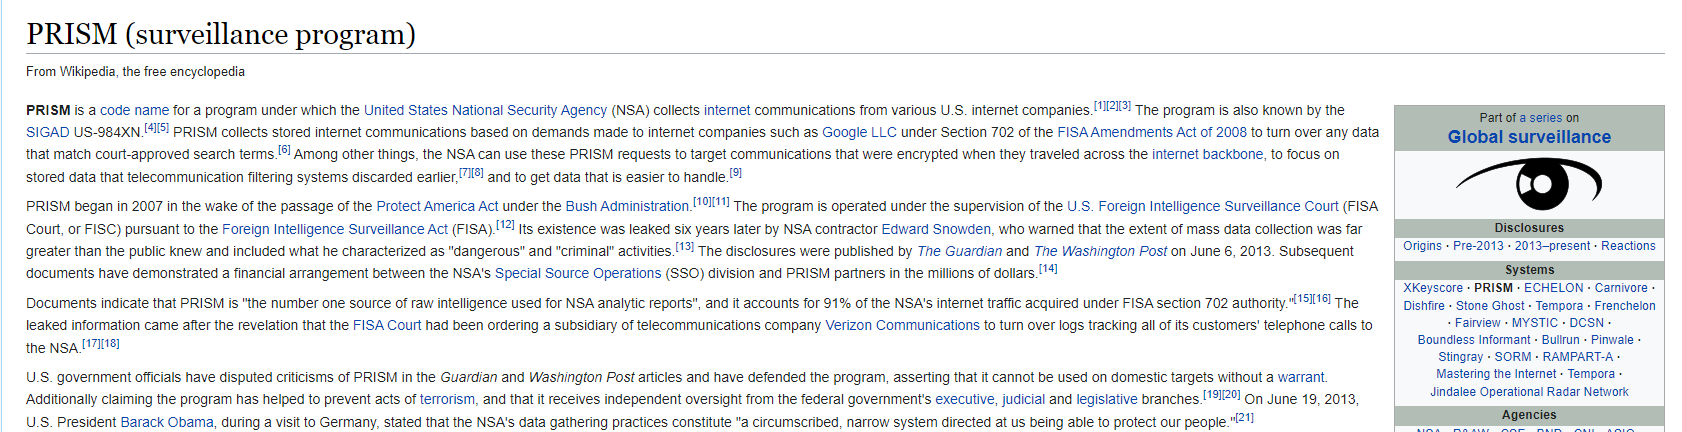 PRISM (surveillance program)
From Wikipedia, the free encyclopedia
PRISM is a code name for a program under which the United States National Security Agency (NSA) collects internet communications from various U.S. internet companies.[1][2][3] The program is also known by the
SIGAD US-984XN.[4][5] PRISM collects stored internet communications based on demands made to internet companies such as Google LLC under Section 702 of the FISA Amendments Act of 2008 to turn over any data
that match court-approved search terms.[6] Among other things, the NSA can use these PRISM requests to target communications that were encrypted when they traveled across the internet backbone, to focus on
stored data that telecommunication filtering systems discarded earlier,[7][8] and to get data that is easier to handle.[9]
PRISM began in 2007 in the wake of the passage of the Protect America Act under the Bush Administration.[10][11] The program is operated under the supervision of the U.S. Foreign Intelligence Surveillance Court (FISA
Court, or FISC) pursuant to the Foreign Intelligence Surveillance Act (FISA).[12] Its existence was leaked six years later by NSA contractor Edward Snowden, who warned that the extent of mass data collection was far
greater than the public knew and included what he characterized as "dangerous" and "criminal" activities.[13] The disclosures were published by The Guardian and The Washington Post on June 6, 2013. Subsequent
documents have demonstrated a financial arrangement between the NSA's Special Source Operations (SSO) division and PRISM partners in the millions of dollars.[14]
Documents indicate that PRISM is "the number one source of raw intelligence used for NSA analytic reports", and it accounts for 91% of the NSA's internet traffic acquired under FISA section 702 authority."[15][16] The
leaked information came after the revelation that the FISA Court had been ordering a subsidiary of telecommunications company Verizon Communications to turn over logs tracking all of its customers' telephone calls to
the NSA.[17][18]
U.S. government officials have disputed criticisms of PRISM in the Guardian and Washington Post articles and have defended the program, asserting that it cannot be used on domestic targets without a warrant.
Additionally claiming the program has helped to prevent acts of terrorism, and that it receives independent oversight from the federal government's executive, judicial and legislative branches.[19][20] On June 19, 2013,
U.S. President Barack Obama, during a visit to Germany, stated that the NSA's data gathering practices constitute "a circumscribed, narrow system directed at us being able to protect our people."[21]
Part of a series on
Global surveillance
Disclosures
Origins · Pre-2013 · 2013–present · Reactions
Systems
XKeyscore · PRISM · ECHELON · Carnivore ·
Dishfire · Stone Ghost · Tempora · Frenchelon
· Fairview · MYSTIC · DCSN ·
Boundless Informant · Bullrun · Pinwale ·
Stingray · SORM · RAMPART-A ·
Mastering the Internet · Tempora ·
Jindalee Operational Radar Network
Agencies